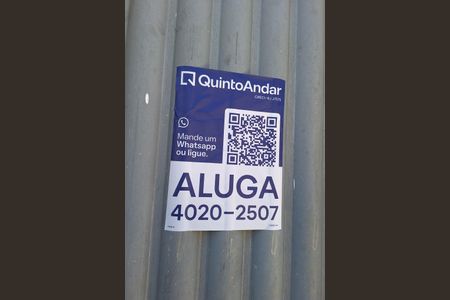 QuintoAndar
Mande um
Whatsapp
ou ligue.
ALUGA
4020-2507